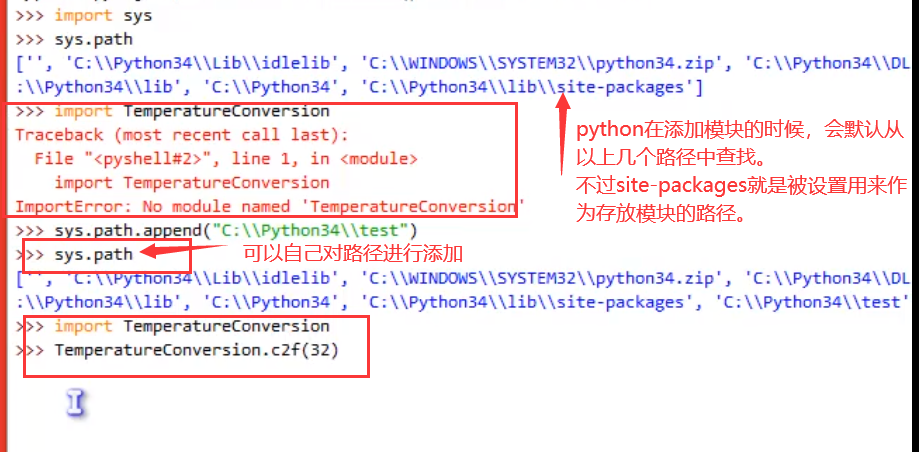 >>> import sys
>>> sys.path
['', 'C:\\Python34\\Lib\\idlelib', 'C:\\WINDOWS\\SYSTEM32\\python34.zip', 'C:\\Python34\\DL
:\\Python34\\lib', 'C:\\Python34', 'C:\\Python34\\lib\\site-packages']
>>> import TemperatureConversion
Traceback (most recent call last):
  File "<pyshell#2>", line 1, in <module>
    import TemperatureConversion
ImportError: No module named 'TemperatureConversion'
python在添加模块的时候，会默认从
以上几个路径中查找。
不过site-packages就是被设置用来作
为存放模块的路径。
>>> sys.path.append("C:\\Python34\\test")
>>> sys.path
可以自己对路径进行添加
['', 'C:\\Python34\\Lib\\idlelib', 'C:\\WINDOWS\\SYSTEM32\\python34.zip', 'C:\\Python34\\DL
:\\Python34\\lib', 'C:\\Python34', 'C:\\Python34\\lib\\site-packages', 'C:\\Python34\\test'
>>> import TemperatureConversion
>>> TemperatureConversion.c2f(32)